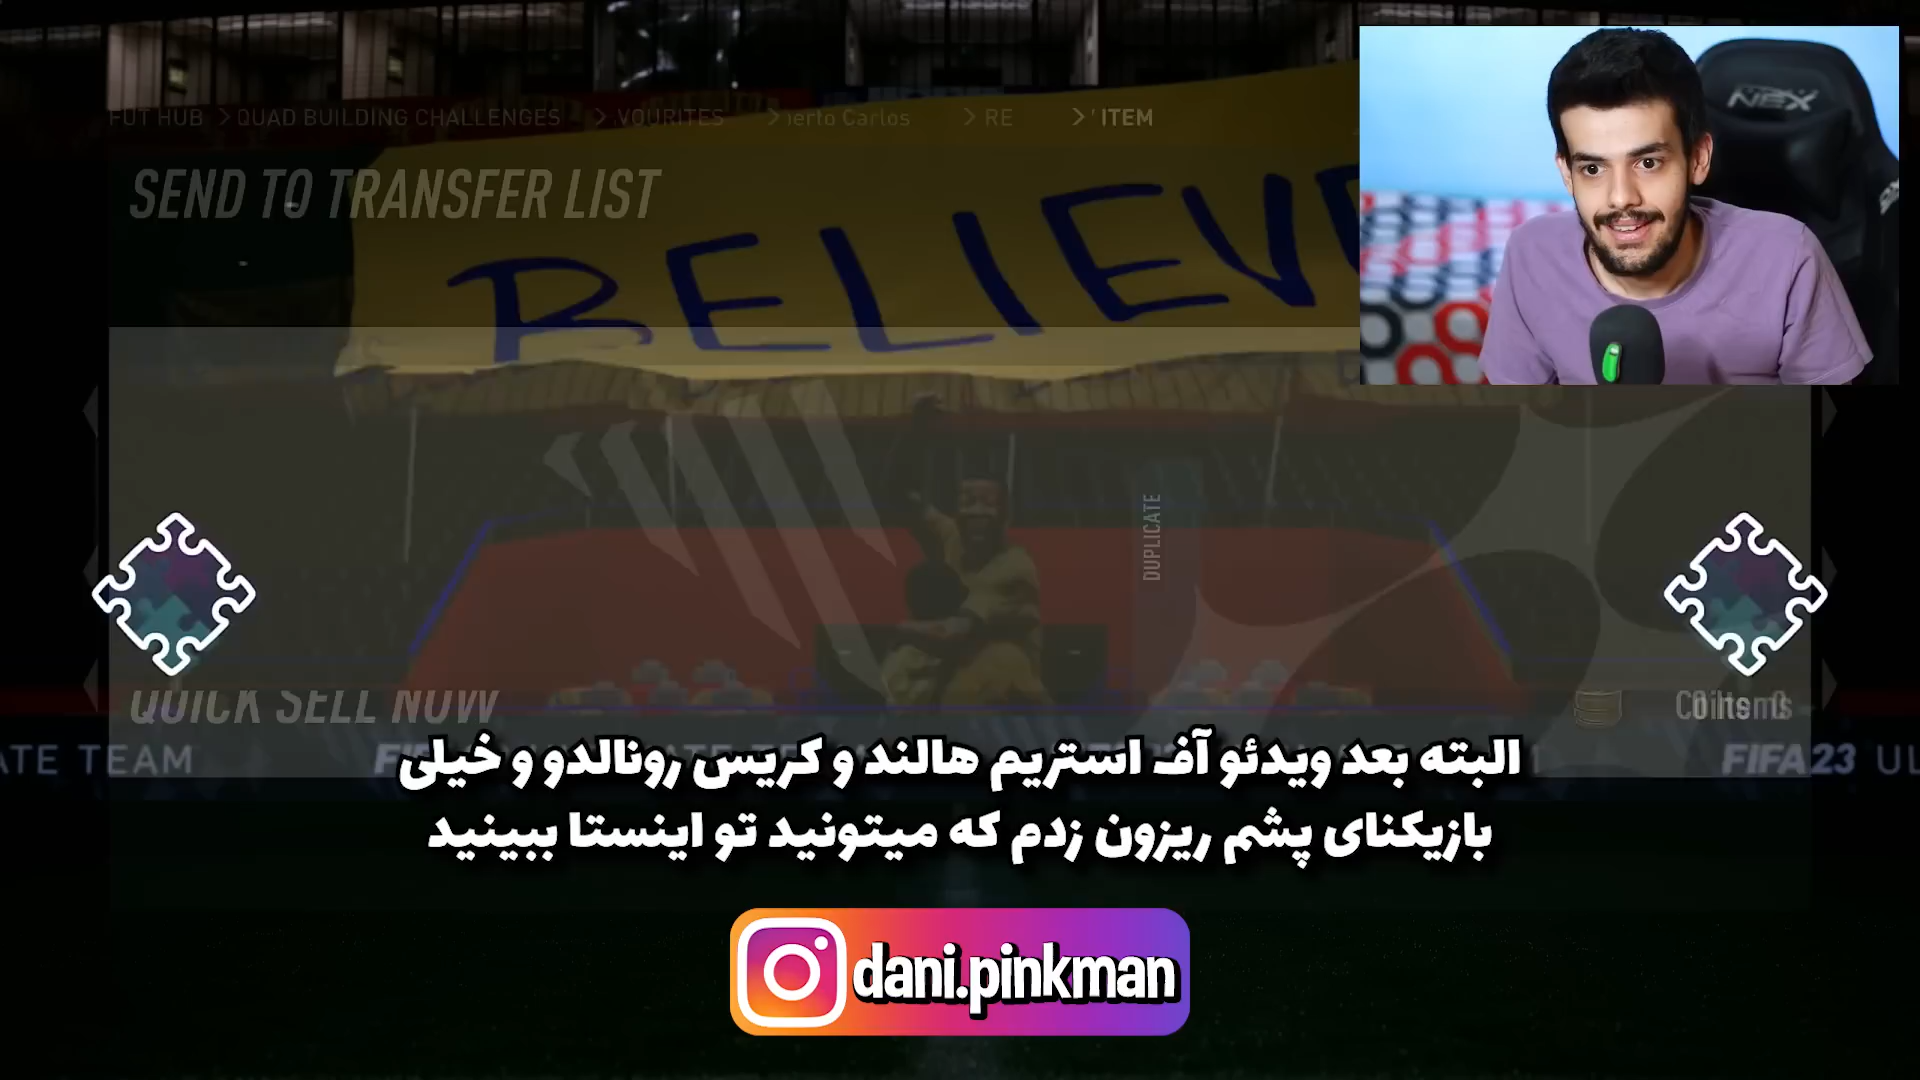 FUT HUB > QUAD BUILDING CHALLENGES > .VOURITES > Carlos > RE > ITEM
NEX
SEND TO TRANSFER LIST
BELIEV
DUPLICATE
QUICK SELL NOW
ATE TEAM
FIFA 23 UL
البته بعد ویدئو آف استریم هالند و کریس رونالدو و خیلی
بازیکنای پشم ریزون زدم که میتونید تو اینستا ببینید
dani.pinkman